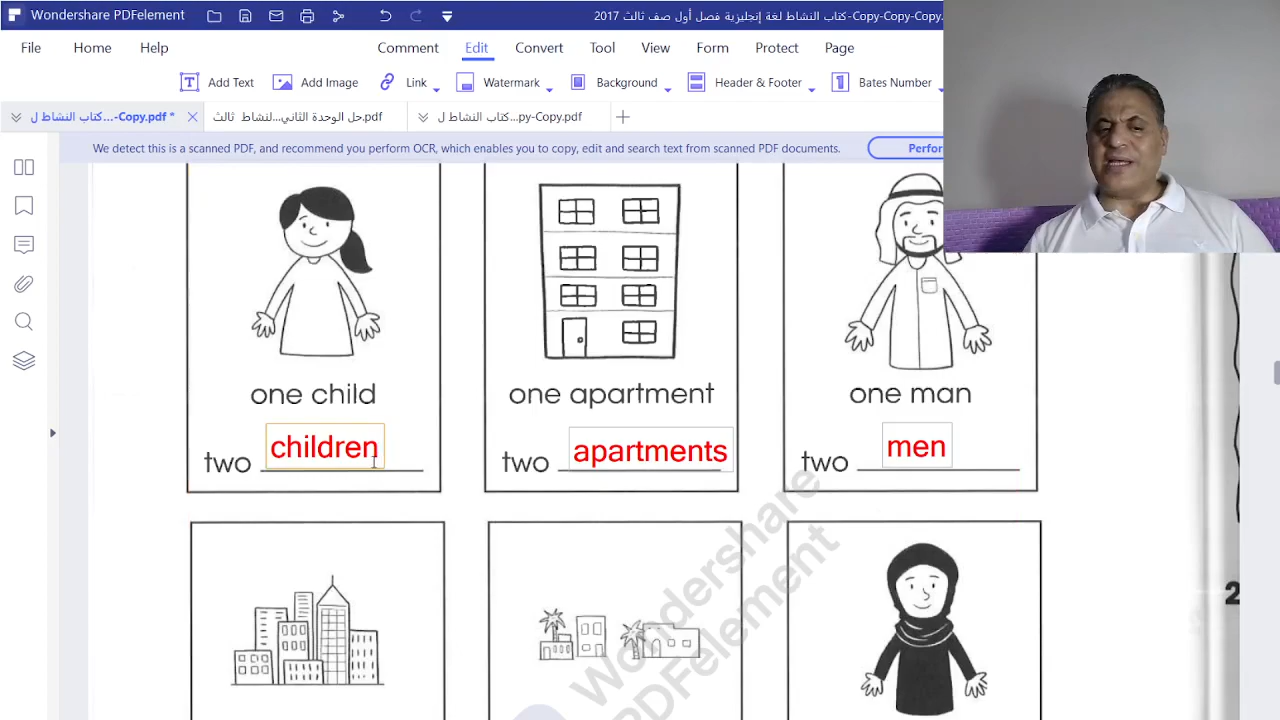 Wondershare PDFelement
كتاب النشاط لغة إنجليزية فصل أول صف ثالث 2017-Copy-Copy-Copy.
File Home Help Comment Edit Convert Tool View Form Protect Page
Add Text Add Image Link Watermark Background Header & Footer Bates Number
كتاب النشاط ل...-Copy.pdf * حل الوحدة الثاني...لنشاط ثالث.pdf كتاب النشاط ل...py-Copy.pdf
We detect this is a scanned PDF, and recommend you perform OCR, which enables you to copy, edit and search text from scanned PDF documents. Perfor
one child one apartment one man
two children two apartments two men
Wondershare
PDFelement
2